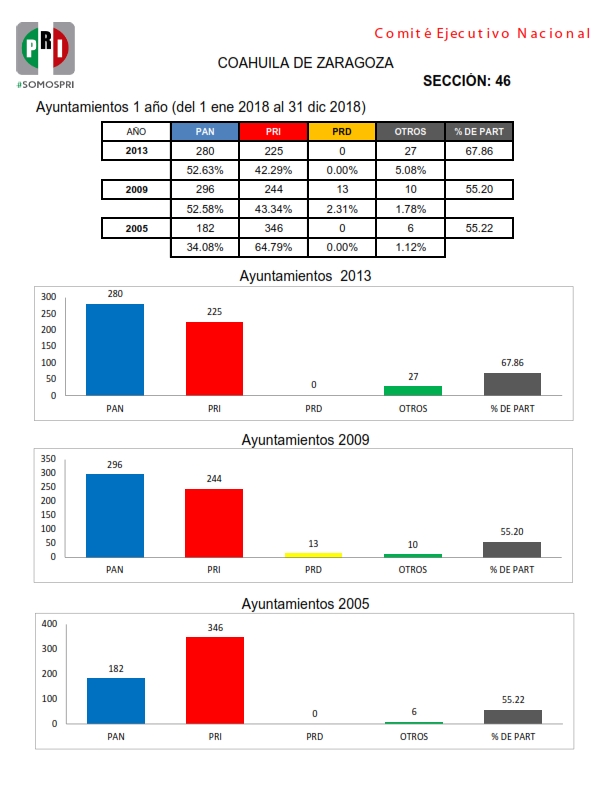 Comité Ejecutivo Nacional
PRI
#SOMOSPRI
COAHUILA DE ZARAGOZA
SECCIÓN: 46
Ayuntamientos 1 año (del 1 ene 2018 al 31 dic 2018)
AÑO PAN PRI PRD OTROS % DE PART
2013 280 225 0 27 67.86
52.63% 42.29% 0.00% 5.08%
2009 296 244 13 10 55.20
52.58% 43.34% 2.31% 1.78%
2005 182 346 0 6 55.22
34.08% 64.79% 0.00% 1.12%
Ayuntamientos 2013
300
250
200
150
100
50
0
280
225
0
27
67.86
PAN PRI PRD OTROS % DE PART
Ayuntamientos 2009
350
300
250
200
150
100
50
0
296
244
13
10
55.20
PAN PRI PRD OTROS % DE PART
Ayuntamientos 2005
400
300
200
100
0
182
346
0
6
55.22
PAN PRI PRD OTROS % DE PART